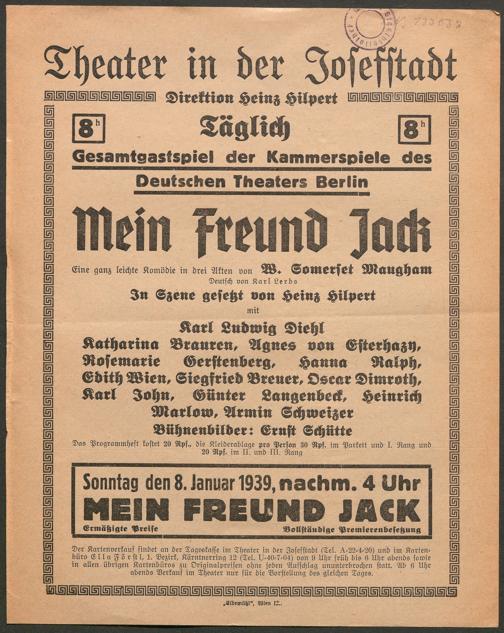 Theater in der Josefstadt
Direktion Heinz Hilpert
8h Täglich 8h
Gesamtgastspiel der Kammerspiele des
Deutschen Theaters Berlin
Mein Freund Jack
Eine ganz leichte Komödie in drei Akten von W. Somerset Maugham
Deutsch von Karl Lerbs
In Szene gesetzt von Heinz Hilpert
mit
Karl Ludwig Diehl
Katharina Brauren, Agnes von Esterhazy,
Rosemarie Gerstenberg, Hanna Ralph,
Edith Wien, Siegfried Breuer, Oscar Dimroth,
Karl John, Günter Langenbeck, Heinrich
Marlow, Armin Schweizer
Bühnenbilder: Ernst Schütte
Das Programmheft kostet 20 Rpf., die Kleiderablage pro Person 30 Rpf. im Parkett und I. Rang und
20 Rpf. im II. und III. Rang
Sonntag den 8. Januar 1939, nachm. 4 Uhr
MEIN FREUND JACK
Ermäßigte Preise Vollständige Premierenbesetzung
Der Kartenverkauf findet an der Tageskasse im Theater in der Josefstadt (Tel. A-22-4-20) und im Karten-
büro Ella Förstl, 1. Bezirk, Kärntnerring 12 (Tel. U-40-7-04) von 9 Uhr früh bis 6 Uhr abends sowie
in allen übrigen Kartenbüros zu Originalpreisen ohne jeden Aufschlag ununterbrochen statt. Ab 6 Uhr
abends Verkauf im Theater nur für die Vorstellung des gleichen Tages.
„Elbemühl", Wien 12..